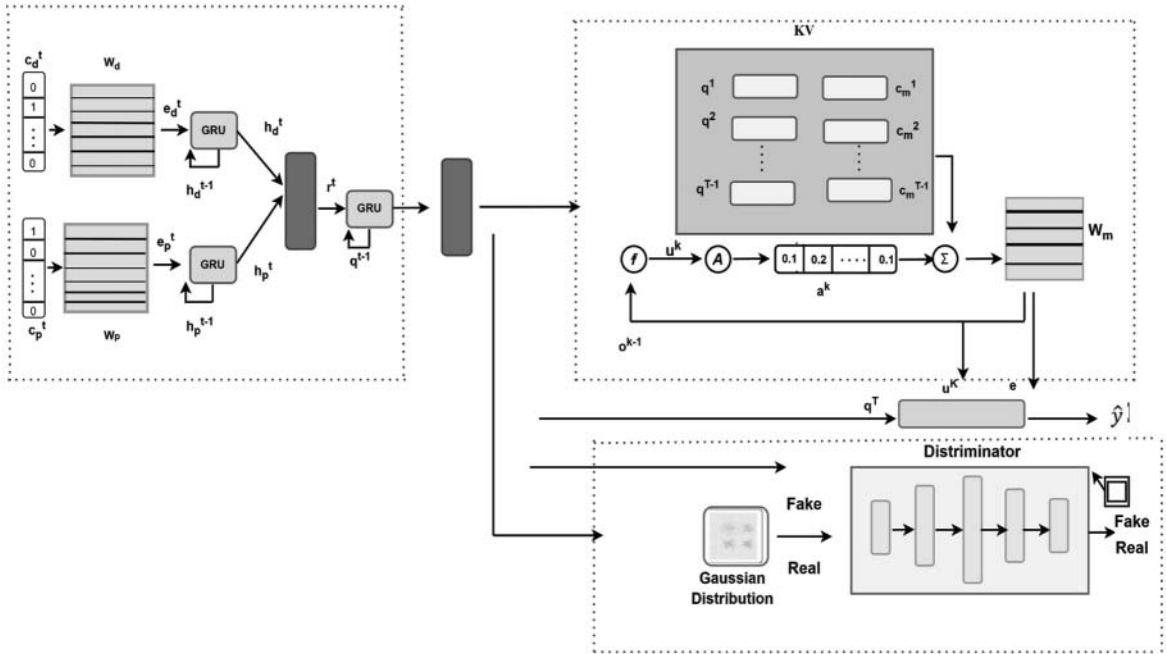 c_d^t
0
1
0
W_d
e_d^t
GRU
h_d^t
h_d^t-1
c_p^t
1
0
0
W_p
e_p^t
GRU
h_p^t
h_p^t-1
r^t
GRU
q^t-1
KV
q^1
c_m^1
q^2
c_m^2
q^T-1
c_m^T-1
f
u^k
A
0.1 0.2 .... 0.1
a^k
Σ
W_m
o^k-1
u^K
e
q^T
ŷ
Distriminator
Fake
Real
Gaussian
Distribution
Fake
Real